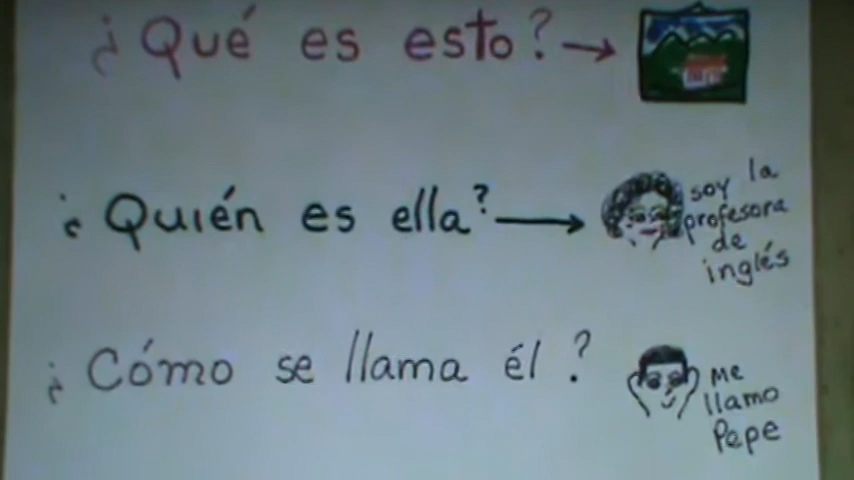 ¿Qué es esto?
¿Quién es ella?
soy la
profesora
de
inglés
¿Cómo se llama él?
Me
llamo
Pepe